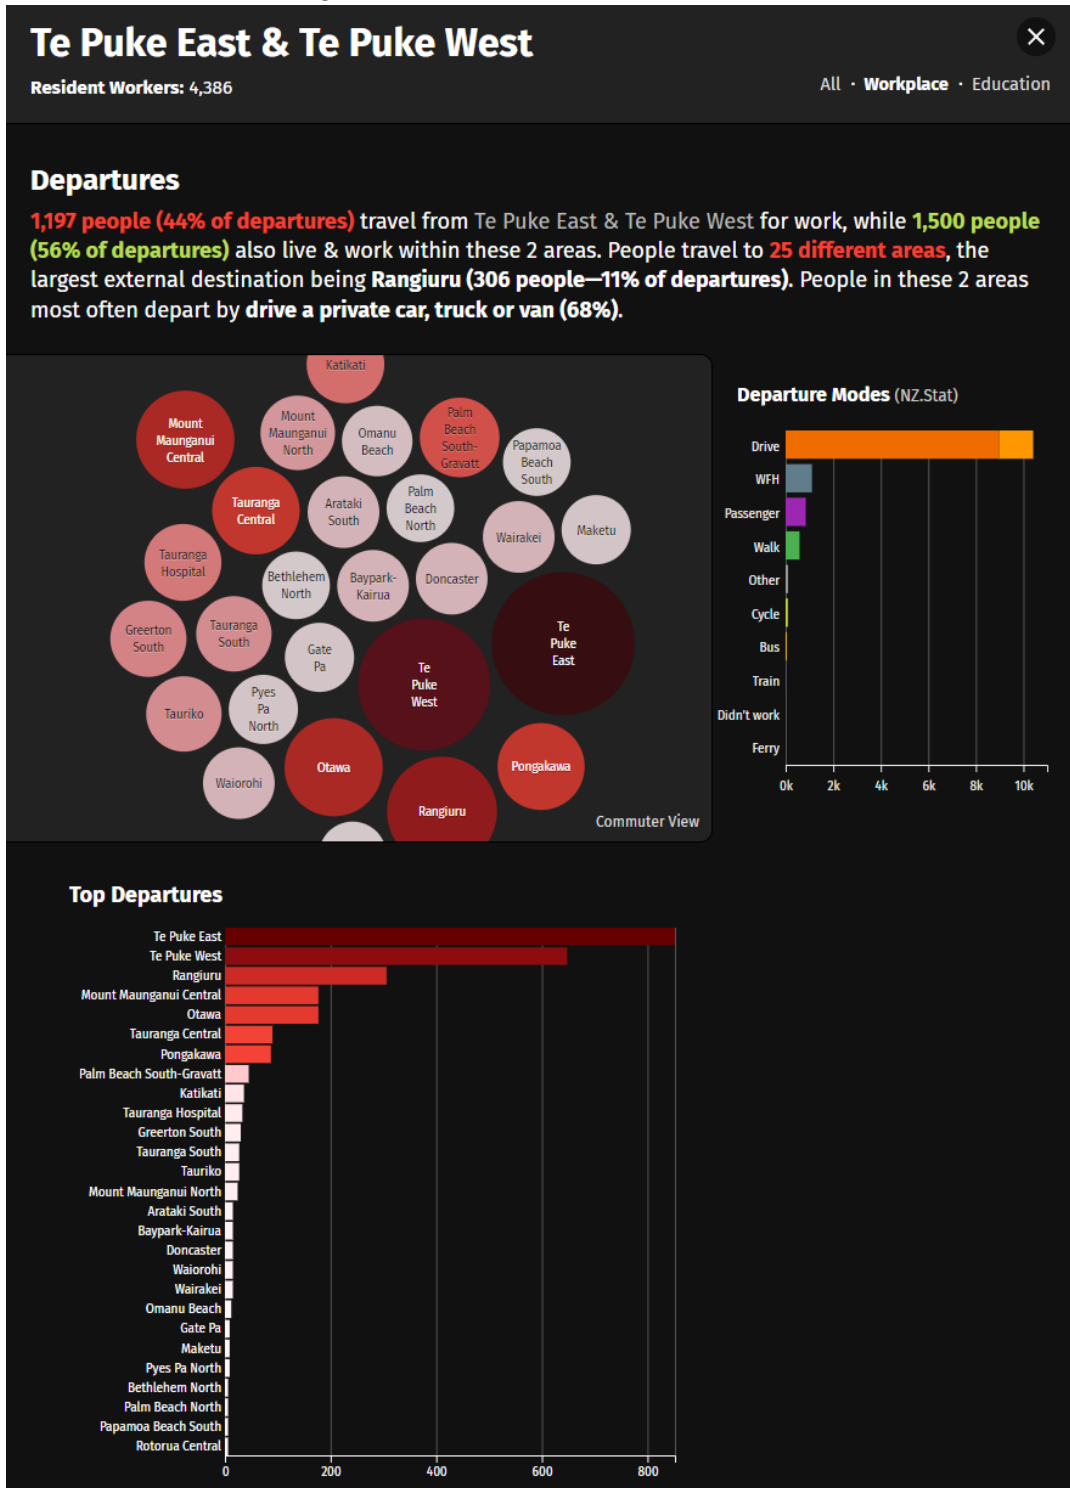 Te Puke East & Te Puke West
Resident Workers: 4,386
All · Workplace · Education
Departures
1,197 people (44% of departures) travel from Te Puke East & Te Puke West for work, while 1,500 people
(56% of departures) also live & work within these 2 areas. People travel to 25 different areas, the
largest external destination being Rangiuru (306 people—11% of departures). People in these 2 areas
most often depart by drive a private car, truck or van (68%).
Katikati
Mount
Maunganui
Central
Mount
Maunganui
North
Omanu
Beach
Palm
Beach
South-
Gravatt
Papamoa
Beach
South
Tauranga
Central
Arataki
South
Palm
Beach
North
Wairakei
Maketu
Tauranga
Hospital
Bethlehem
North
Baypark-
Kairua
Doncaster
Greerton
South
Tauranga
South
Gate
Pa
Te
Puke
West
Te
Puke
East
Tauriko
Pyes
Pa
North
Waiorohi
Otawa
Rangiuru
Pongakawa
Commuter View
Departure Modes (NZ.Stat)
Drive
WFH
Passenger
Walk
Other
Cycle
Bus
Train
Didn't work
Ferry
0k 2k 4k 6k 8k 10k
Top Departures
Te Puke East
Te Puke West
Rangiuru
Mount Maunganui Central
Otawa
Tauranga Central
Pongakawa
Palm Beach South-Gravatt
Katikati
Tauranga Hospital
Greerton South
Tauranga South
Tauriko
Mount Maunganui North
Arataki South
Baypark-Kairua
Doncaster
Waiorohi
Wairakei
Omanu Beach
Gate Pa
Maketu
Pyes Pa North
Bethlehem North
Palm Beach North
Papamoa Beach South
Rotorua Central
0 200 400 600 800